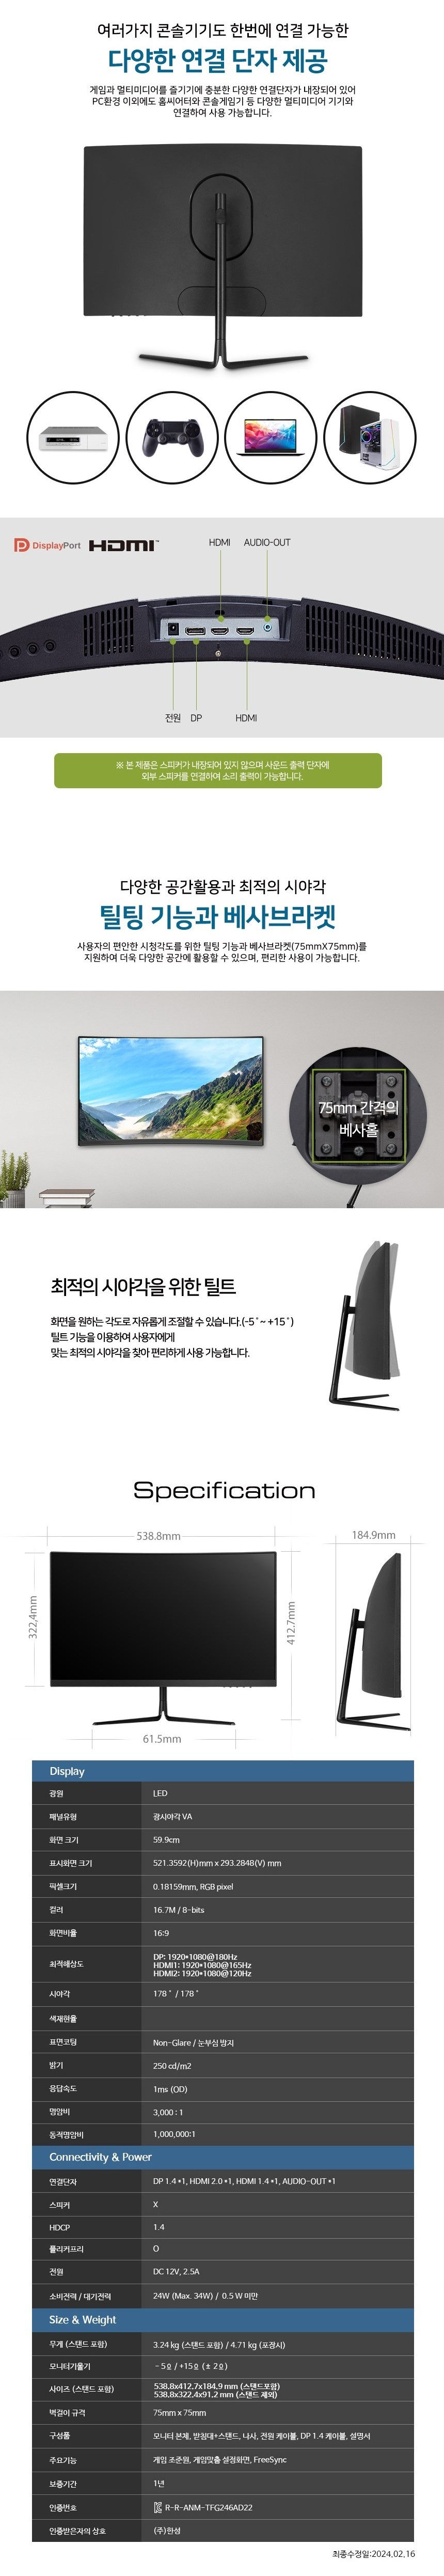 여러가지 콘솔기기도 한번에 연결 가능한
다양한 연결 단자 제공
게임과 멀티미디어를 즐기기에 충분한 다양한 연결단자가 내장되어 있어
PC환경 이외에도 홈씨어터와 콘솔게임기 등 다양한 멀티미디어 기기와
연결하여 사용 가능합니다.
DisplayPort HDMI™
HDMI AUDIO-OUT
전원 DP HDMI
※ 본 제품은 스피커가 내장되어 있지 않으며 사운드 출력 단자에
외부 스피커를 연결하여 소리 출력이 가능합니다.
다양한 공간활용과 최적의 시야각
틸팅 기능과 베사브라켓
사용자의 편안한 시청각도를 위한 틸팅 기능과 베사브라켓(75mmX75mm)를
지원하여 더욱 다양한 공간에 활용할 수 있으며, 편리한 사용이 가능합니다.
75mm 간격의
베사홀
최적의 시야각을 위한 틸트
화면을 원하는 각도로 자유롭게 조절할 수 있습니다.(-5˚~ +15˚)
틸트 기능을 이용하여 사용자에게
맞는 최적의 시야각을 찾아 편리하게 사용 가능합니다.
Specification
538.8mm
184.9mm
322.4mm
412.7mm
61.5mm
Display
광원 LED
패널유형 광시야각 VA
화면 크기 59.9cm
표시화면 크기 521.3592(H)mm x 293.2848(V) mm
픽셀크기 0.18159mm, RGB pixel
컬러 16.7M / 8-bits
화면비율 16:9
최적해상도 DP: 1920*1080@180Hz
HDMI1: 1920*1080@165Hz
HDMI2: 1920*1080@120Hz
시야각 178˚ / 178˚
색재현율
표면코팅 Non-Glare / 눈부심 방지
밝기 250 cd/m2
응답속도 1ms (OD)
명암비 3,000 : 1
동적명암비 1,000,000:1
Connectivity & Power
연결단자 DP 1.4 *1, HDMI 2.0 *1, HDMI 1.4 *1, AUDIO-OUT *1
스피커 X
HDCP 1.4
플리커프리 O
전원 DC 12V, 2.5A
소비전력 / 대기전력 24W (Max. 34W) / 0.5 W 미만
Size & Weight
무게 (스탠드 포함) 3.24 kg (스탠드 포함) / 4.71 kg (포장시)
모니터기울기 - 5º / +15º (± 2º)
사이즈 (스탠드 포함) 538.8x412.7x184.9 mm (스탠드포함)
538.8x322.4x91.2 mm (스탠드 제외)
벽걸이 규격 75mm x 75mm
구성품 모니터 본체, 받침대+스탠드, 나사, 전원 케이블, DP 1.4 케이블, 설명서
주요기능 게임 조준원, 게임맞춤 설정화면, FreeSync
보증기간 1년
인증번호 R-R-ANM-TFG246AD22
인증받은자의 상호 (주)한성
최종수정일:2024.02.16